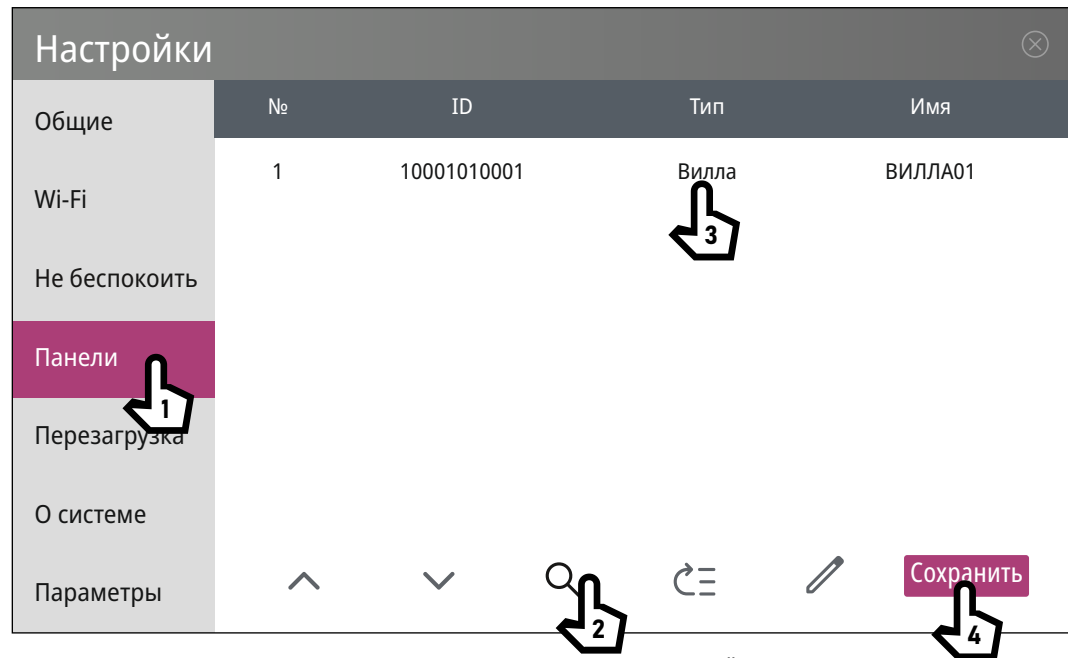 Настройки
Общие
Wi-Fi
Не беспокоить
Панели
Перезагрузка
О системе
Параметры
№ ID Тип Имя
1 10001010001 Вилла ВИЛЛА01
3
1
Сохранить
2
4